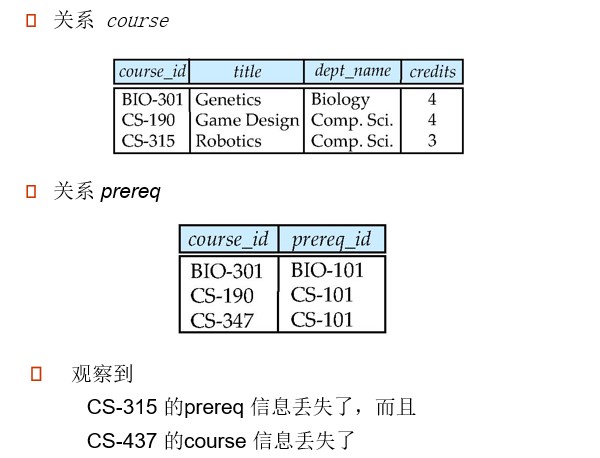 关系 course
course_id title dept_name credits
BIO-301 Genetics Biology 4
CS-190 Game Design Comp. Sci. 4
CS-315 Robotics Comp. Sci. 3
关系 prereq
course_id prereq_id
BIO-301 BIO-101
CS-190 CS-101
CS-347 CS-101
观察到
CS-315 的prereq 信息丢失了，而且
CS-437 的course 信息丢失了